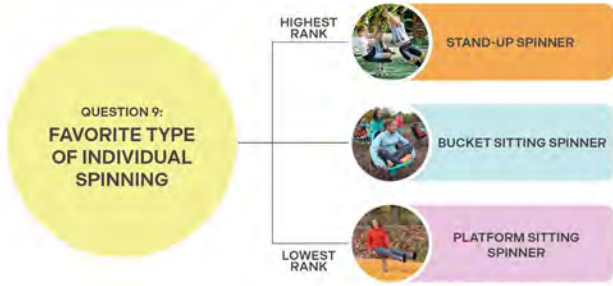 QUESTION 9:
FAVORITE TYPE
OF INDIVIDUAL
SPINNING
HIGHEST
RANK
STAND-UP SPINNER
BUCKET SITTING SPINNER
LOWEST
RANK
PLATFORM SITTING
SPINNER